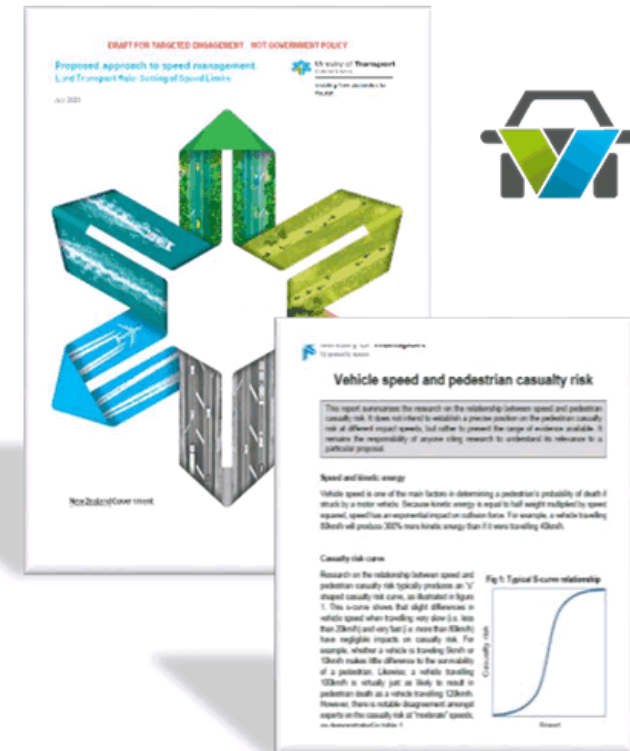 DRAFT FOR TARGETED ENGAGEMENT NOT GOVERNMENT POLICY
Proposed approach to speed management
Land Transport Rule: Setting of Speed Limits
Ministry of Transport
July 2020
New Zealand Government
Vehicle speed and pedestrian casualty risk
This report summarises the research on the relationship between speed and pedestrian
casualty risk. It does not intend to establish a precise position on the pedestrian casualty
risk at different impact speeds, but rather to present the range of evidence available. It
remains the responsibility of anyone citing research to understand its relevance to a
particular proposal.
Speed and kinetic energy
Vehicle speed is one of the main factors in determining a pedestrian's probability of death if
struck by a motor vehicle. Because kinetic energy is equal to half weight multiplied by speed
squared, speed has an exponential impact on collision force. For example, a vehicle travelling
80km/h will produce 300% more kinetic energy than if it were travelling 40km/h.
Casualty risk curve
Research on the relationship between speed and
pedestrian casualty risk typically produces an 's'
shaped casualty risk curve, as illustrated in figure
1. This s-curve shows that slight differences in
vehicle speed when travelling very slow (i.e. less
than 20km/h) and very fast (i.e. more than 80km/h)
have negligible impacts on casualty risk. For
example, whether a vehicle is traveling 5km/h or
10km/h makes little difference to the survivability
of a pedestrian. Likewise, a vehicle travelling
100km/h is virtually just as likely to result in
pedestrian death as a vehicle travelling 120km/h.
However, there is notable disagreement amongst
experts on the casualty risk at "moderate" speeds,
as demonstrated in table 1.
Fig 1: Typical S-curve relationship
Casualty risk
Speed